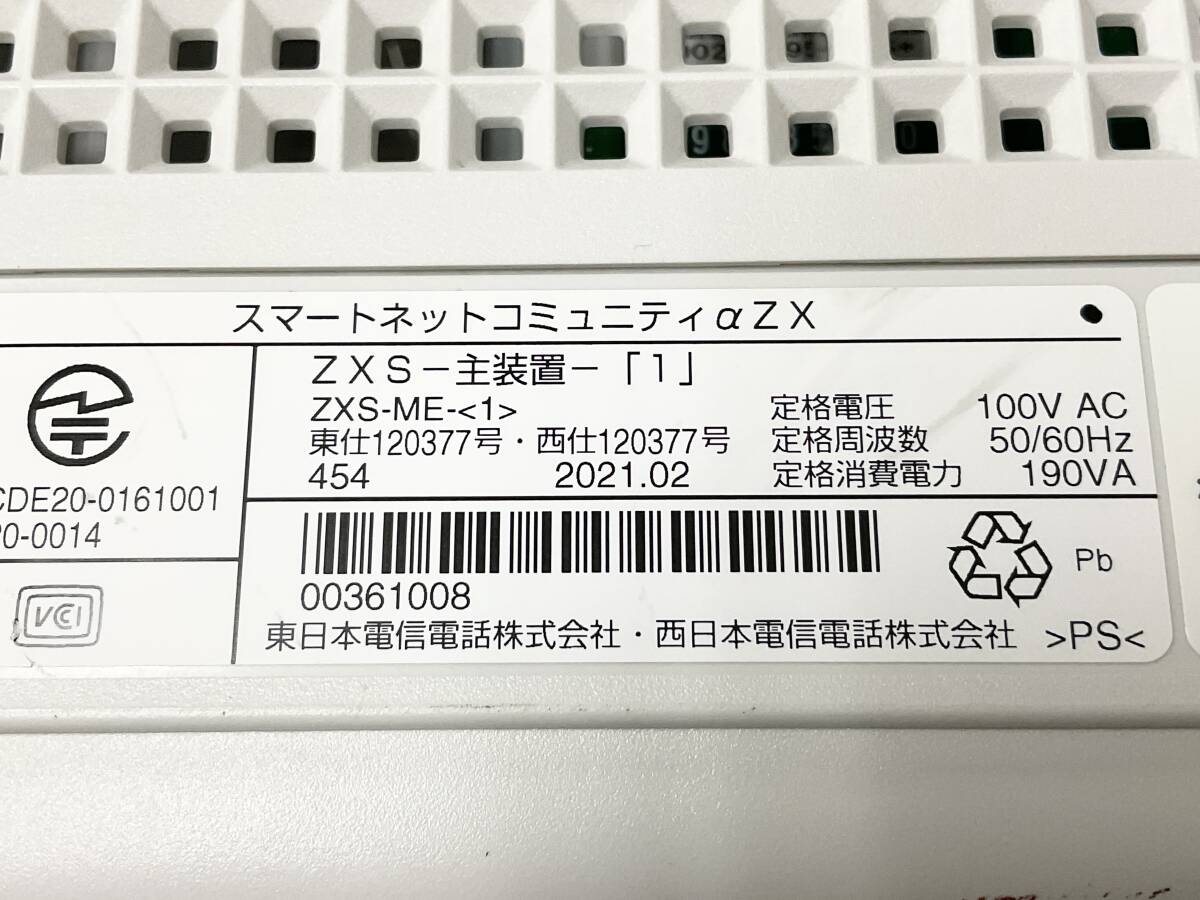 スマートネットコミュニティαZX
ZXS－主装置－「1」
ZXS-ME-<1>
東仕120377号・西仕120377号
454 2021.02
定格電圧 100V AC
定格周波数 50/60Hz
定格消費電力 190VA
CDE20-0161001
20-0014
VCCI
00361008
Pb
東日本電信電話株式会社・西日本電信電話株式会社 >PS<